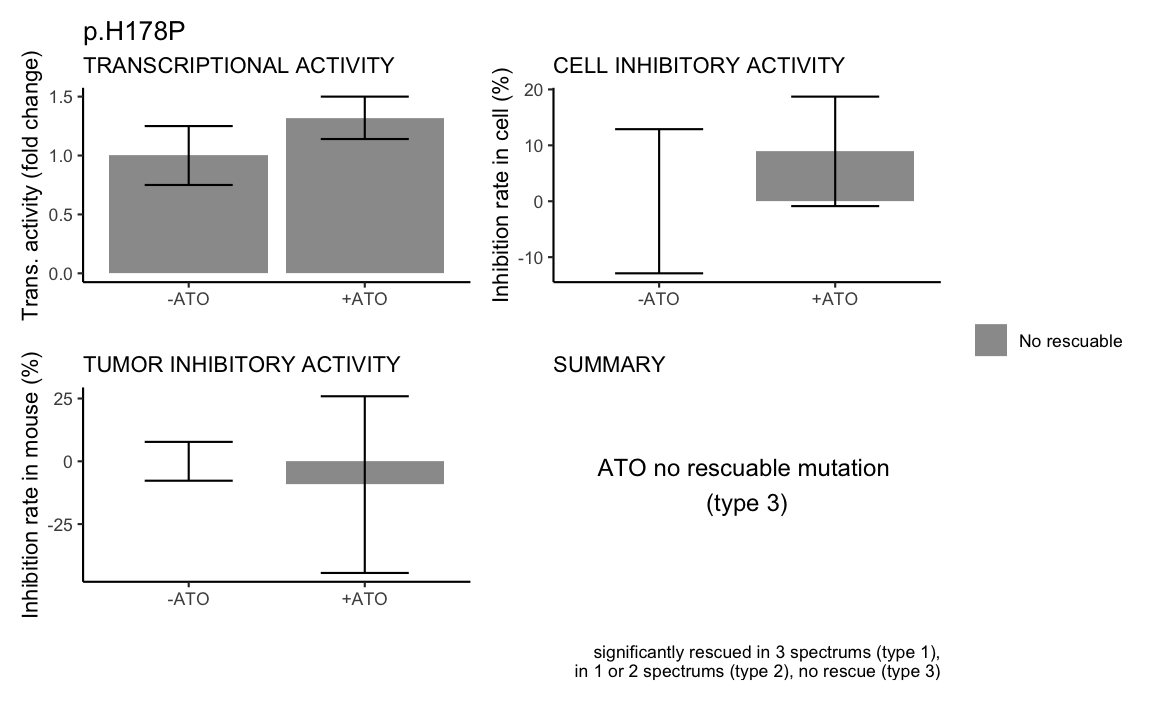 p.H178P
TRANSCRIPTIONAL ACTIVITY
Trans. activity (fold change)
1.5
1.0
0.5
0.0
-ATO
+ATO
CELL INHIBITORY ACTIVITY
Inhibition rate in cell (%)
20
10
0
-10
-ATO
+ATO
No rescuable
TUMOR INHIBITORY ACTIVITY
Inhibition rate in mouse (%)
25
0
-25
-ATO
+ATO
SUMMARY
ATO no rescuable mutation
(type 3)
significantly rescued in 3 spectrums (type 1),
in 1 or 2 spectrums (type 2), no rescue (type 3)